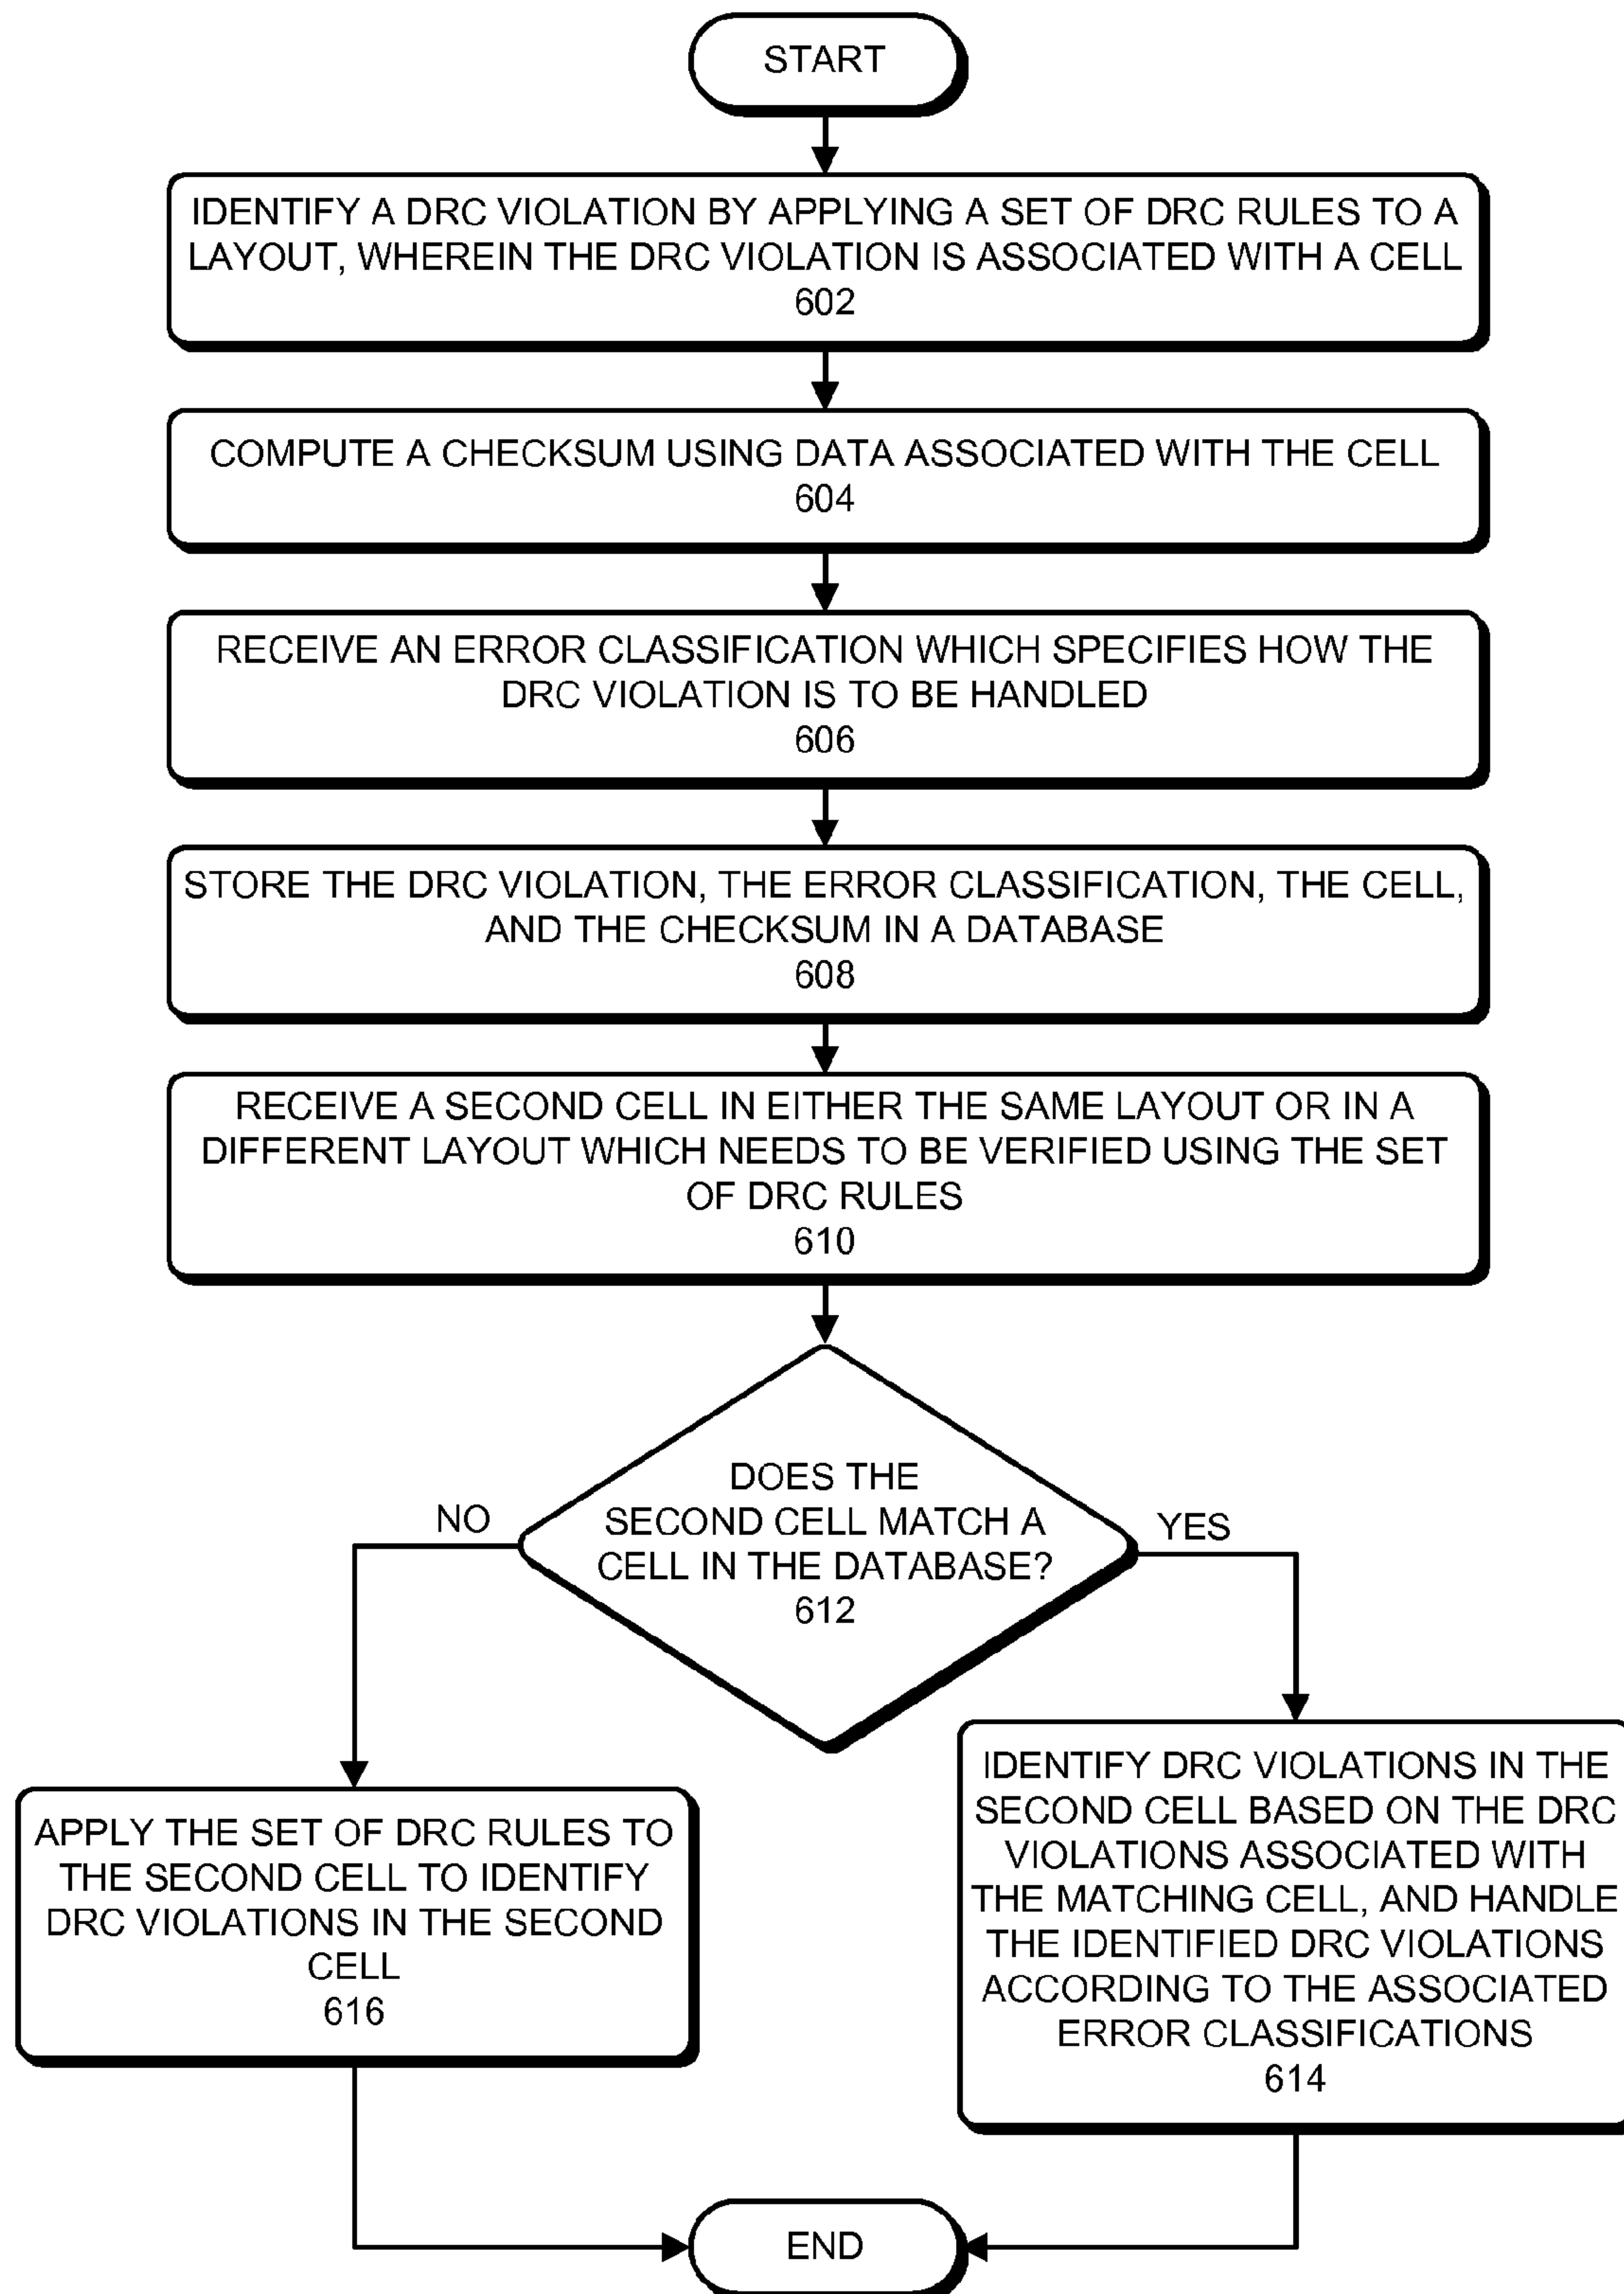 START
IDENTIFY A DRC VIOLATION BY APPLYING A SET OF DRC RULES TO A
LAYOUT, WHEREIN THE DRC VIOLATION IS ASSOCIATED WITH A CELL
602
COMPUTE A CHECKSUM USING DATA ASSOCIATED WITH THE CELL
604
RECEIVE AN ERROR CLASSIFICATION WHICH SPECIFIES HOW THE
DRC VIOLATION IS TO BE HANDLED
606
STORE THE DRC VIOLATION, THE ERROR CLASSIFICATION, THE CELL,
AND THE CHECKSUM IN A DATABASE
608
RECEIVE A SECOND CELL IN EITHER THE SAME LAYOUT OR IN A
DIFFERENT LAYOUT WHICH NEEDS TO BE VERIFIED USING THE SET
OF DRC RULES
610
DOES THE
SECOND CELL MATCH A
CELL IN THE DATABASE?
612
NO
YES
APPLY THE SET OF DRC RULES TO
THE SECOND CELL TO IDENTIFY
DRC VIOLATIONS IN THE SECOND
CELL
616
IDENTIFY DRC VIOLATIONS IN THE
SECOND CELL BASED ON THE DRC
VIOLATIONS ASSOCIATED WITH
THE MATCHING CELL, AND HANDLE
THE IDENTIFIED DRC VIOLATIONS
ACCORDING TO THE ASSOCIATED
ERROR CLASSIFICATIONS
614
END